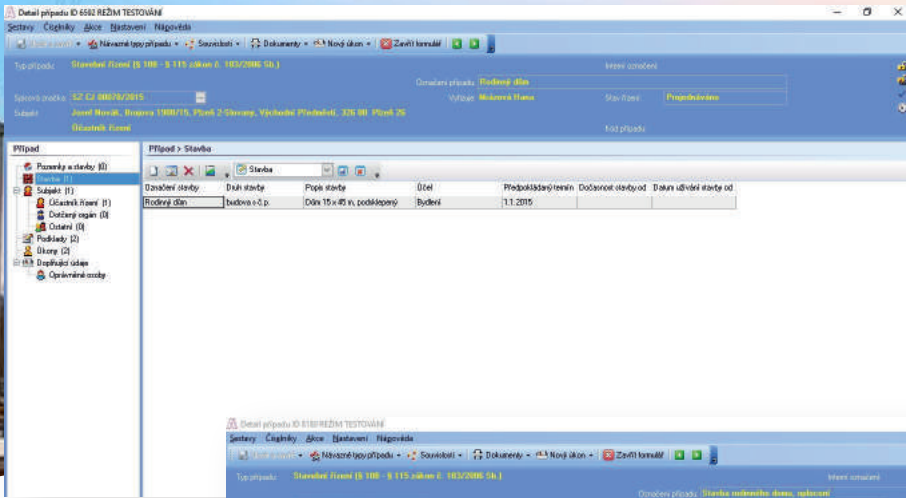 Detail případu ID 6502 REŽIM TESTOVÁNÍ
Sestavy Číselníky Akce Nastavení Nápověda
Návazné typy případu Souvislosti Dokumenty Nový úkon Zavřít formulář
Typ případu Stavební řízení (§ 108 - § 115 zákon č. 183/2006 Sb.) Interní označení
Označení případu Rodinný dům
Spisová značka SZ CJ 00078/2015 Vyřizuje Mrázová Hana Stav řízení Projednáváno
Subjekt Josef Novák, Brojova 1900/15, Plzeň 2-Slovany, Východní Předměstí, 326 00 Plzeň 26
Účastník řízení Kód případu
Případ Případ > Stavba
Pozemky a stavby (0)
Stavba (1) Stavba
Subjekt (1) Označení stavby Druh stavby Popis stavby Účel Předpokládaný termín Dočasnost stavby od Datum užívání stavby od
Účastník řízení (1) Rodinný dům budova s č.p. Dům 15 x 45 m, podsklepený Bydlení 1.1.2015
Dotčený orgán (0)
Ostatní (0)
Podklady (2)
Úkony (2)
Doplňující údaje
Oprávněné osoby
Detail případu ID 8180 REŽIM TESTOVÁNÍ
Sestavy Číselníky Akce Nastavení Nápověda
Návazné typy případu Souvislosti Dokumenty Nový úkon Zavřít formulář
Typ případu Stavební řízení (§ 108 - § 115 zákon č. 183/2006 Sb.) Interní označení
Označení případu Stavba rodinného domu, oplocení